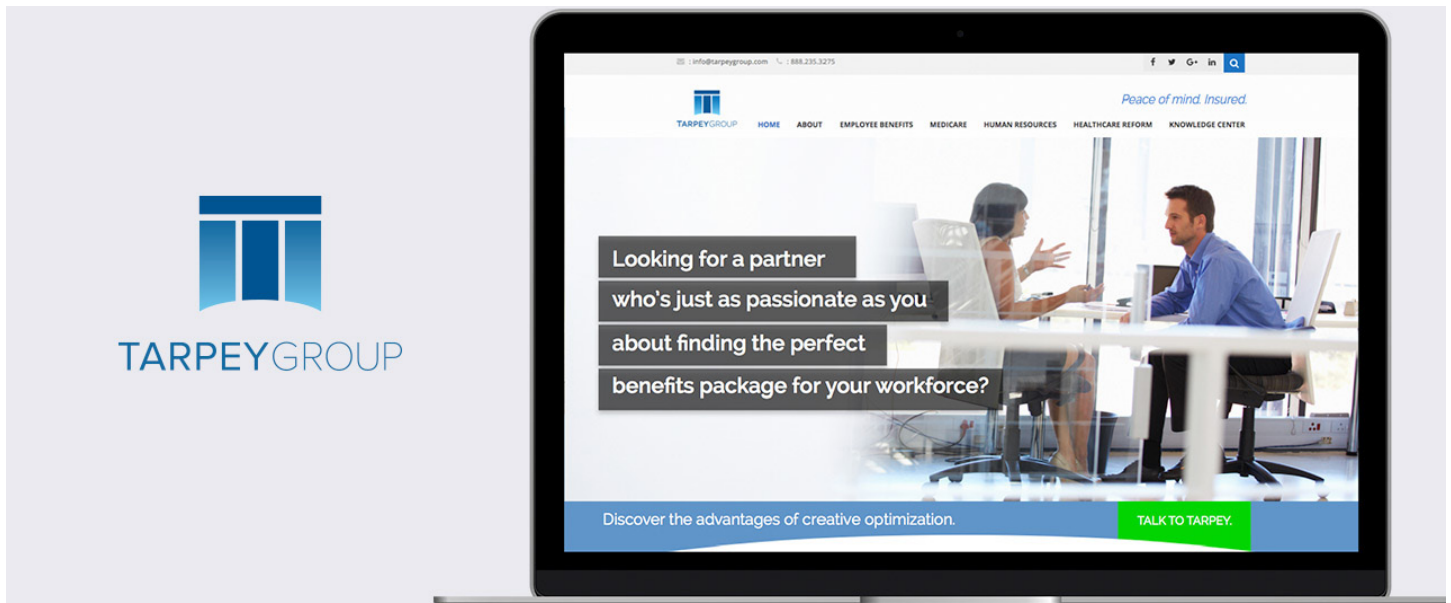 TARPEYGROUP
: info@tarpeygroup.com : 888.235.3275
f G+ in
Peace of mind. Insured.
TARPEYGROUP
HOME ABOUT EMPLOYEE BENEFITS MEDICARE HUMAN RESOURCES HEALTHCARE REFORM KNOWLEDGE CENTER
Looking for a partner
who's just as passionate as you
about finding the perfect
benefits package for your workforce?
Discover the advantages of creative optimization.
TALK TO TARPEY.